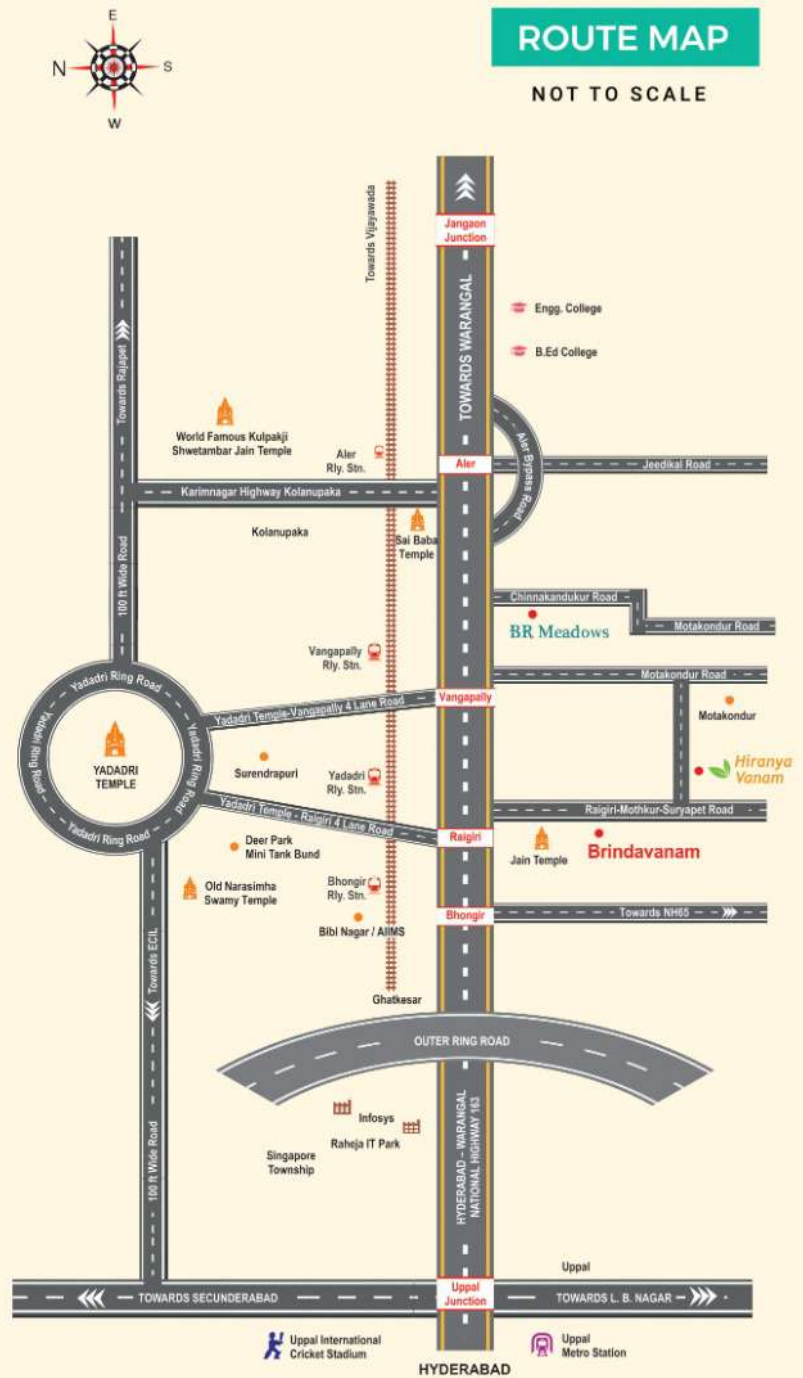 E
N
S
W
ROUTE MAP
NOT TO SCALE
Jangaon
Junction
Towards Vijayawada
TOWARDS WARANGAL
Engg. College
B.Ed College
Towards Rajapet
World Famous Kulpakji
Shwetambar Jain Temple
Aler
Rly. Stn.
Aler
Aler Bypass Road
Jeedikal Road
Karimnagar Highway Kolanupaka
Kolanupaka
Sai Baba
Temple
100 ft Wide Road
Chinnakandukur Road
BR Meadows
Motakondur Road
Vangapally
Rly. Stn.
Motakondur Road
Yadadri Ring Road
Yadadri Ring Road
Yadadri Ring Road
Yadadri Ring Road
YADADRI
TEMPLE
Yadadri Temple-Vangapally 4 Lane Road
Vangapally
Motakondur
Surendrapuri
Yadadri
Rly. Stn.
Hiranya
Vanam
Yadadri Temple - Raigiri 4 Lane Road
Raigiri
Raigiri-Mothkur-Suryapet Road
Deer Park
Mini Tank Bund
Jain Temple
Brindavanam
Old Narasimha
Swamy Temple
Bhongir
Rly. Stn.
Bhongir
Towards NH65
Bibi Nagar / AIIMS
Towards ECIL
Ghatkesar
OUTER RING ROAD
Infosys
Raheja IT Park
Singapore
Township
HYDERABAD - WARANGAL
NATIONAL HIGHWAY 163
100 ft Wide Road
Uppal
TOWARDS SECUNDERABAD
Uppal
Junction
TOWARDS L. B. NAGAR
Uppal International
Cricket Stadium
Uppal
Metro Station
HYDERABAD